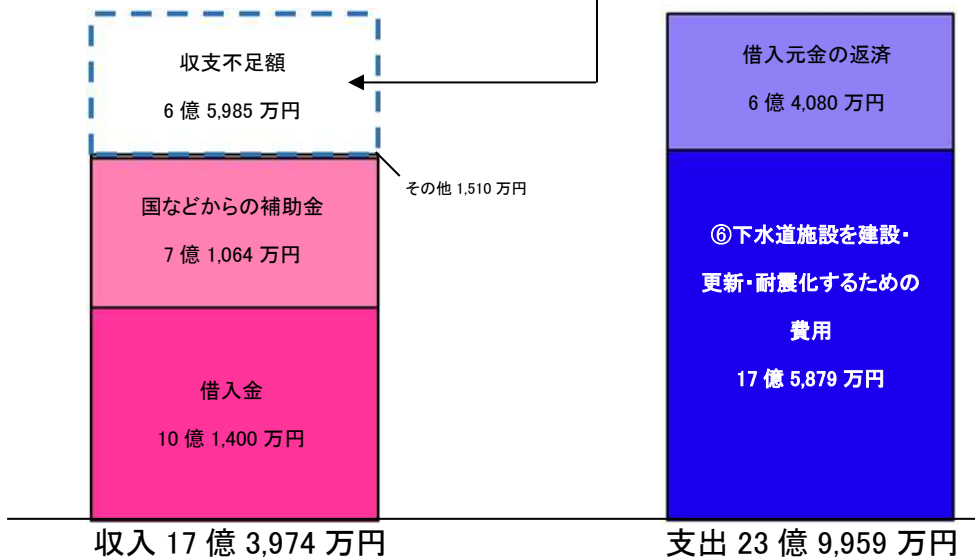 収支不足額
6 億 5,985 万円
その他 1,510 万円
国などからの補助金
7 億 1,064 万円
借入金
10 億 1,400 万円
収入 17 億 3,974 万円
借入元金の返済
6 億 4,080 万円
⑥下水道施設を建設・
更新・耐震化するための
費用
17 億 5,879 万円
支出 23 億 9,959 万円